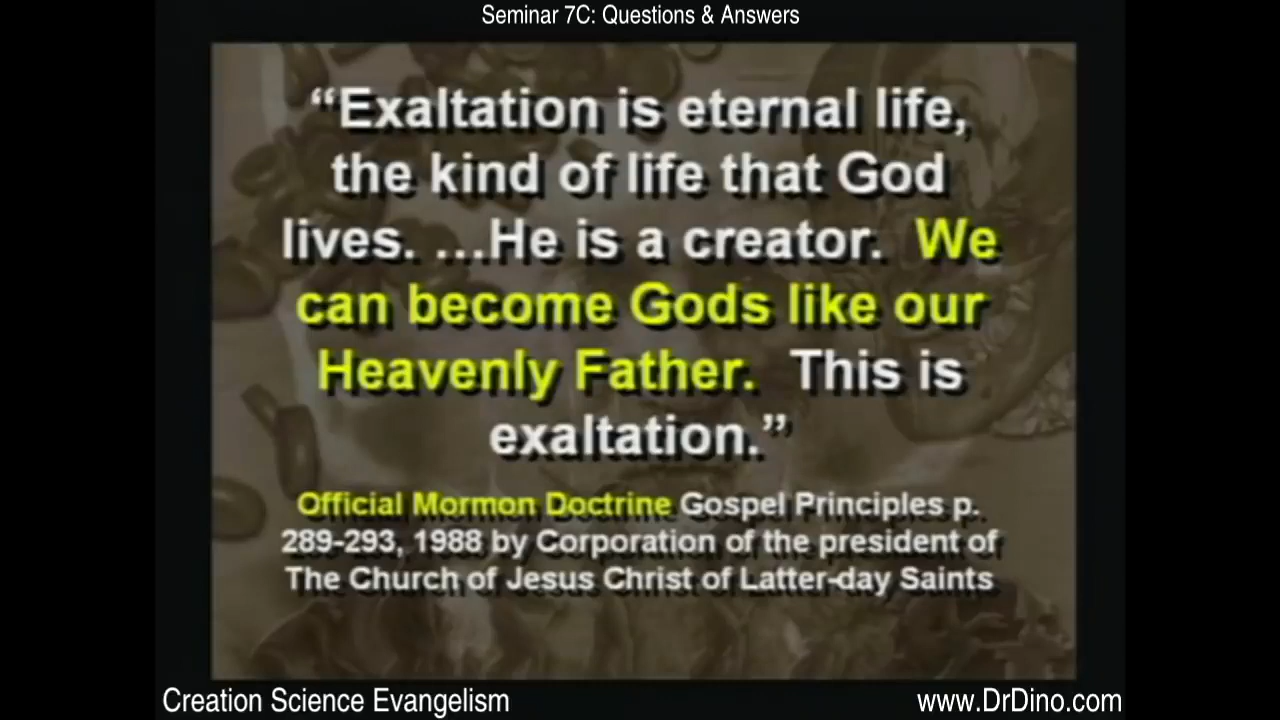 Seminar 7C: Questions & Answers
“Exaltation is eternal life,
the kind of life that God
lives. ...He is a creator. We
can become Gods like our
Heavenly Father. This is
exaltation.”
Official Mormon Doctrine Gospel Principles p.
289-293, 1988 by Corporation of the president of
The Church of Jesus Christ of Latter-day Saints
Creation Science Evangelism
www.DrDino.com